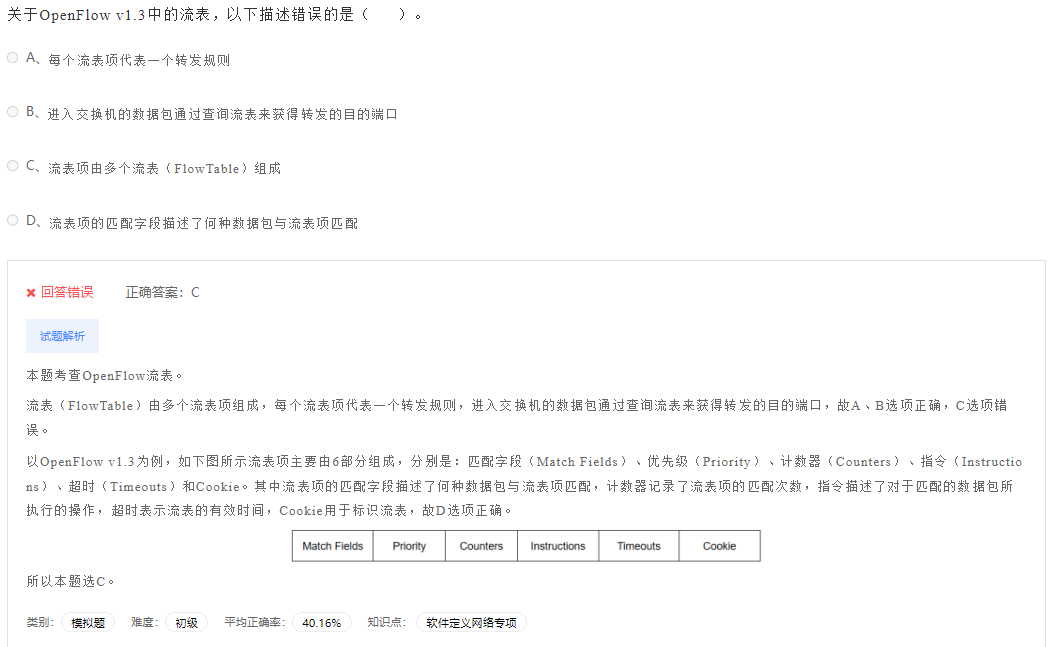 关于OpenFlow v1.3中的流表，以下描述错误的是（　　）。
A、每个流表项代表一个转发规则
B、进入交换机的数据包通过查询流表来获得转发的目的端口
C、流表项由多个流表（FlowTable）组成
D、流表项的匹配字段描述了何种数据包与流表项匹配
✖ 回答错误 正确答案：C
试题解析
本题考查OpenFlow流表。
流表（FlowTable）由多个流表项组成，每个流表项代表一个转发规则，进入交换机的数据包通过查询流表来获得转发的目的端口，故A、B选项正确，C选项错
误。
以OpenFlow v1.3为例，如下图所示流表项主要由6部分组成，分别是：匹配字段（Match Fields）、优先级（Priority）、计数器（Counters）、指令（Instructio
ns）、超时（Timeouts）和Cookie。其中流表项的匹配字段描述了何种数据包与流表项匹配，计数器记录了流表项的匹配次数，指令描述了对于匹配的数据包所
执行的操作，超时表示流表的有效时间，Cookie用于标识流表，故D选项正确。
Match Fields Priority Counters Instructions Timeouts Cookie
所以本题选C。
类别： 模拟题 难度： 初级 平均正确率： 40.16% 知识点： 软件定义网络专项